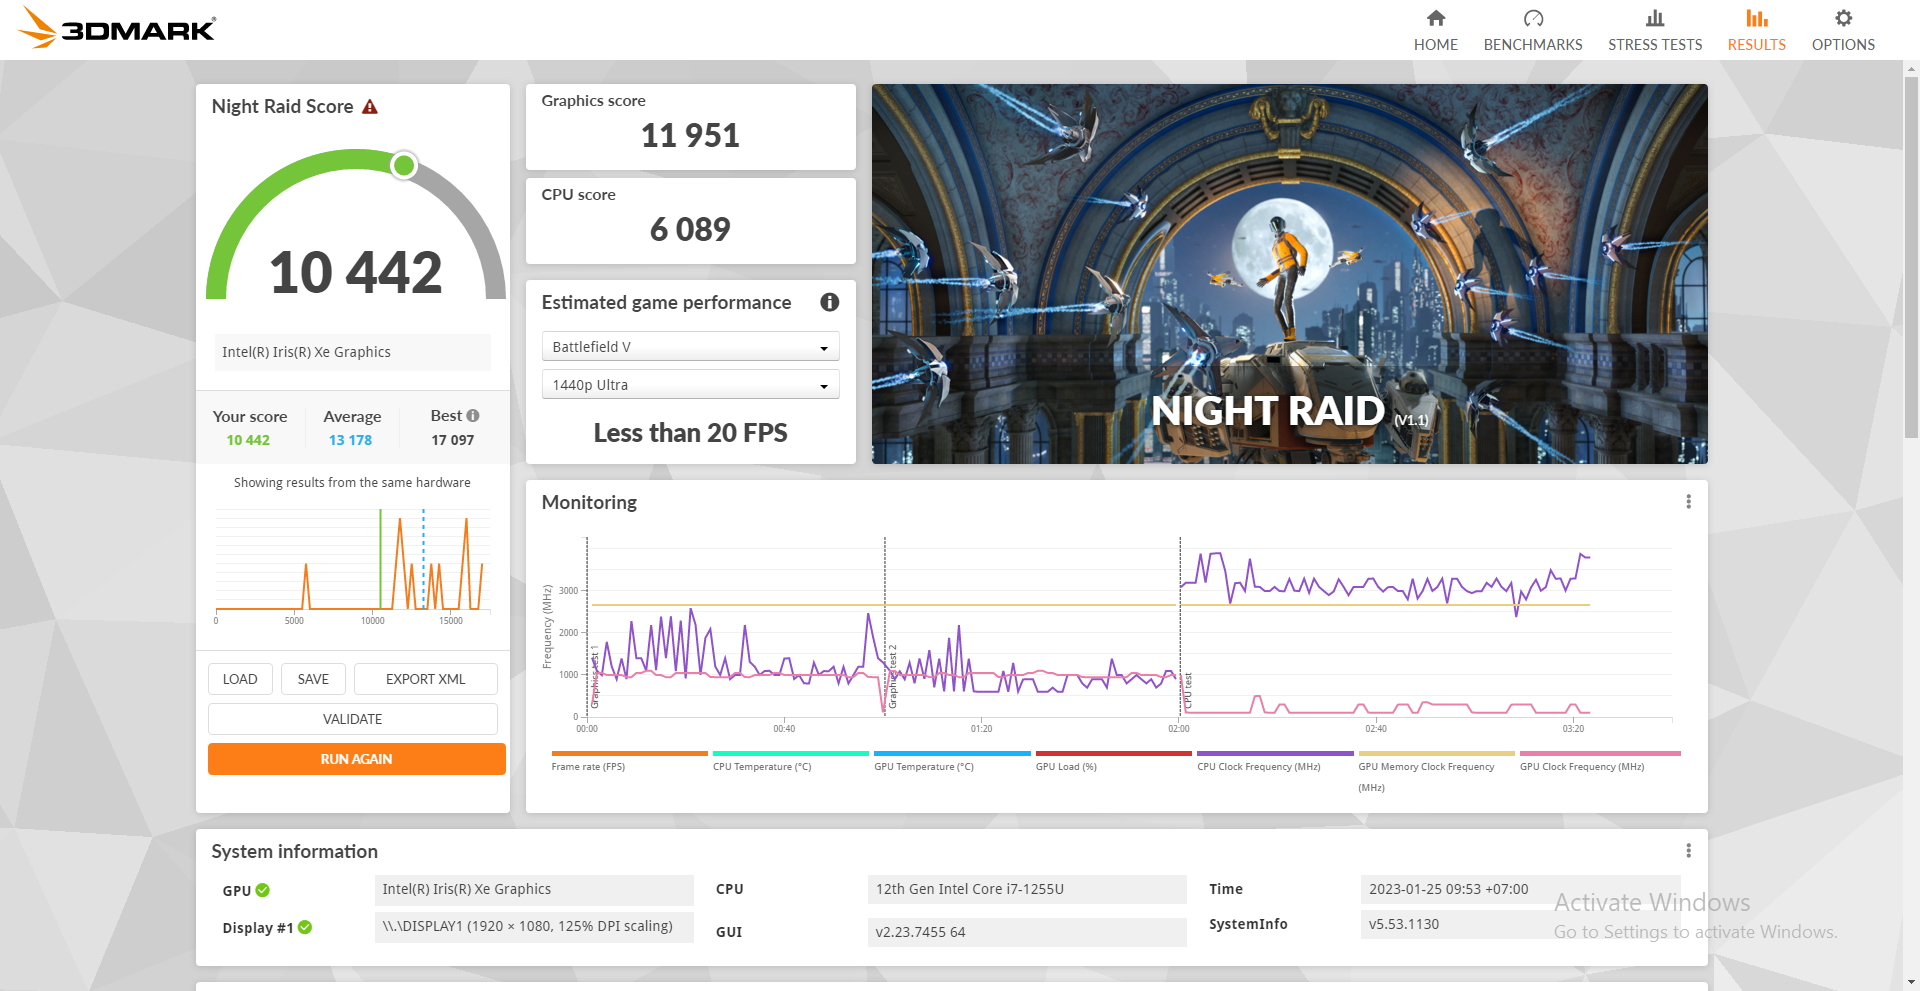 3DMARK
HOME
BENCHMARKS
STRESS TESTS
RESULTS
OPTIONS
Night Raid Score
10 442
Intel(R) Iris(R) Xe Graphics
Your score
Average
Best
10 442
13 178
17 097
Showing results from the same hardware
0
5000
10000
15000
LOAD
SAVE
EXPORT XML
VALIDATE
RUN AGAIN
Graphics score
11 951
CPU score
6 089
Estimated game performance
Battlefield V
1440p Ultra
Less than 20 FPS
NIGHT RAID (V1.1)
Monitoring
Frequency (MHz)
3000
2000
1000
0
Graphics test 1
Graphics test 2
CPU test
00:00
00:40
01:20
02:00
02:40
03:20
Frame rate (FPS)
CPU Temperature (°C)
GPU Temperature (°C)
GPU Load (%)
CPU Clock Frequency (MHz)
GPU Memory Clock Frequency
(MHz)
GPU Clock Frequency (MHz)
System information
GPU
Intel(R) Iris(R) Xe Graphics
CPU
12th Gen Intel Core i7-1255U
Time
2023-01-25 09:53 +07:00
Display #1
\\.\DISPLAY1 (1920 × 1080, 125% DPI scaling)
GUI
v2.23.7455 64
SystemInfo
v5.53.1130
Activate Windows
Go to Settings to activate Windows.